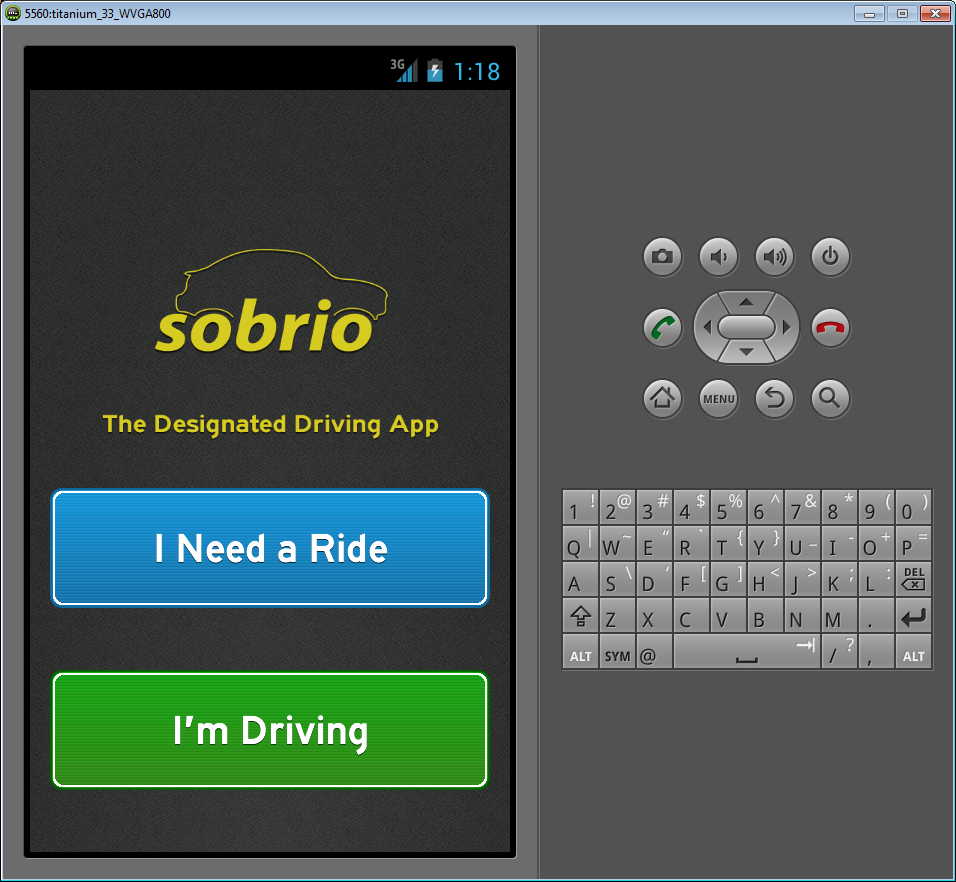 5560:titanium_33_WVGA800
3G 1:18
sobrio
The Designated Driving App
I Need a Ride
I'm Driving
MENU
1 ! 2 @ 3 # 4 $ 5 % 6 ^ 7 & 8 * 9 ( 0 )
Q | W ~ E " R ` T { Y } U _ I - O + P =
A S \ D ' F [ G ] H < J > K ; L : DEL
Z X C V B N M .
ALT SYM @ / ? , ALT